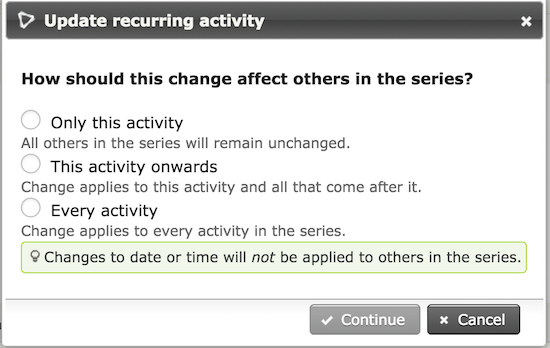 Update recurring activity
How should this change affect others in the series?
Only this activity
All others in the series will remain unchanged.
This activity onwards
Change applies to this activity and all that come after it.
Every activity
Change applies to every activity in the series.
Changes to date or time will not be applied to others in the series.
Continue Cancel